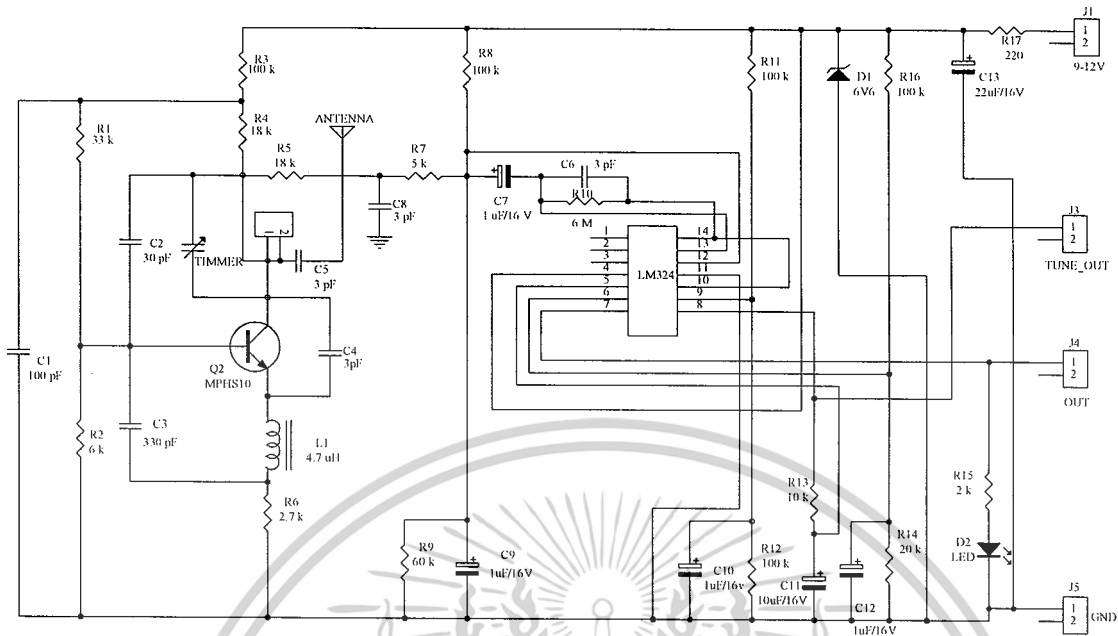 J1
1
2
9-12V
R17
220
R3
100 k
R8
100 k
R11
100 k
D1
6V6
R16
100 k
C13
22uF/16V
R1
33 k
R4
18 k
ANTENNA
R5
18 k
R7
5 k
C6
3 pF
C7
1 uF/16 V
R10
6 M
C8
3 pF
C2
30 pF
TIMMER
1
2
C5
3 pF
1
2
3
4
5
6
7
LM324
14
13
12
11
10
9
8
J3
1
2
TUNE_OUT
C1
100 pF
Q2
MPHS10
C4
3pF
J4
1
2
OUT
R2
6 k
C3
330 pF
L1
4.7 uH
R6
2.7 k
R13
10 k
R15
2 k
R9
60 k
C9
1uF/16V
C10
1uF/16v
R12
100 k
C11
10uF/16V
C12
1uF/16V
R14
20 k
D2
LED
J5
1
2
GND